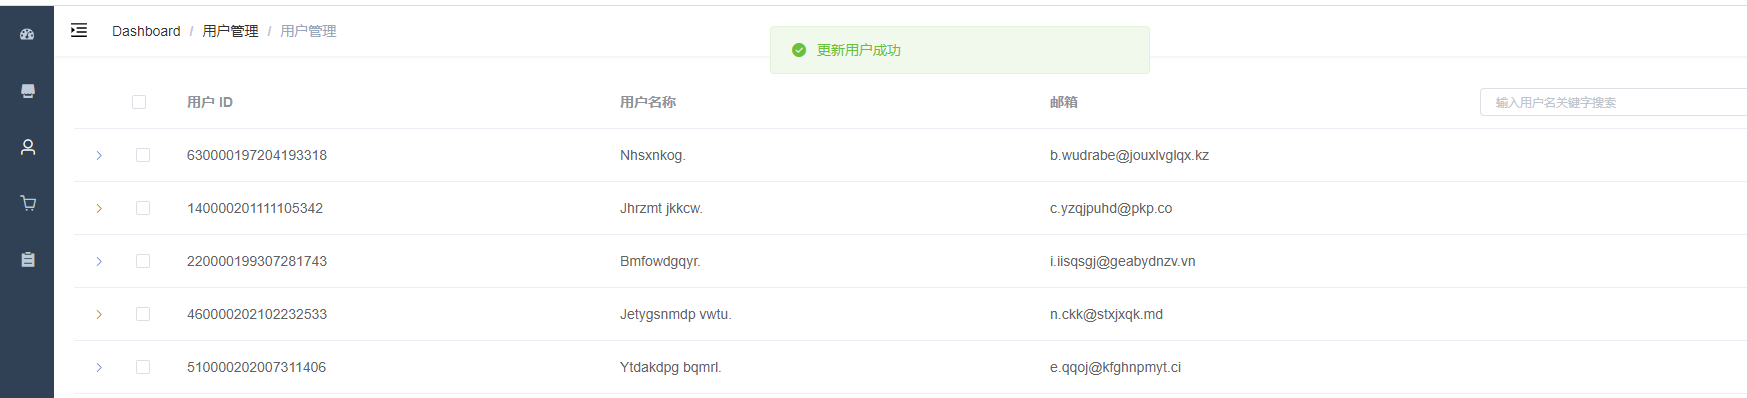 Dashboard / 用户管理 / 用户管理
更新用户成功
用户 ID 用户名称 邮箱 输入用户名关键字搜索
630000197204193318 Nhsxnkog. b.wudrabe@jouxlvglqx.kz
140000201111105342 Jhrzmt jkkcw. c.yzqjpuhd@pkp.co
220000199307281743 Bmfowdgqyr. i.iisqsgj@geabydnzv.vn
460000202102232533 Jetygsnmdp vwtu. n.ckk@stxjxqk.md
510000202007311406 Ytdakdpg bqmrl. e.qqoj@kfghnpmyt.ci